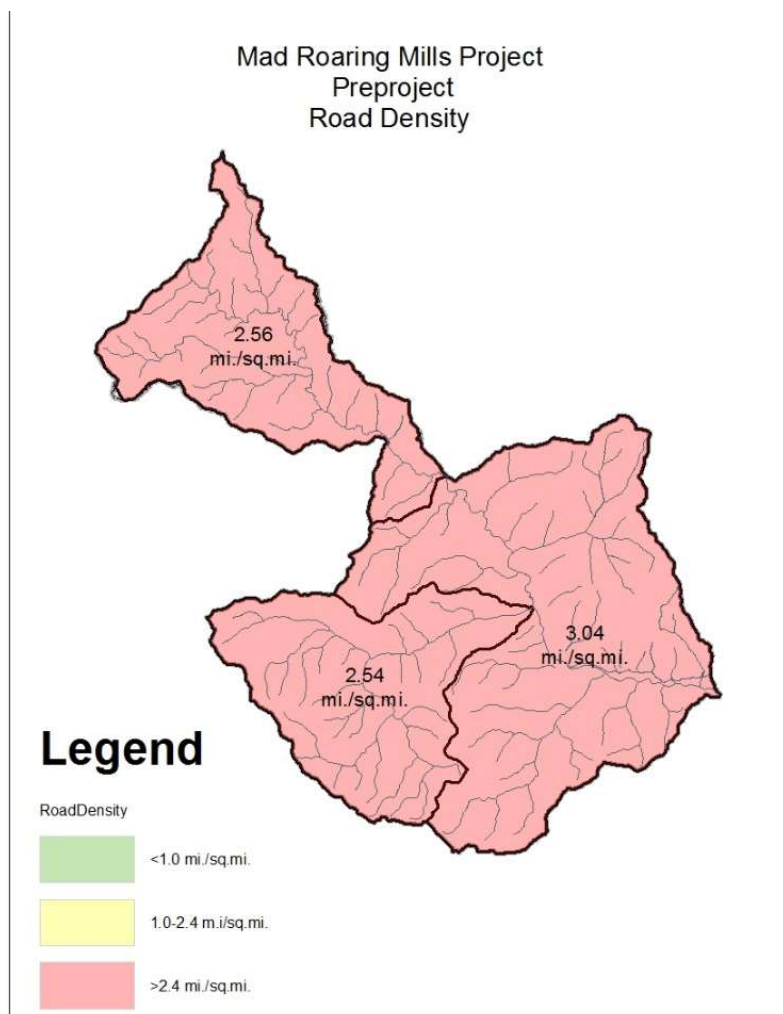 Mad Roaring Mills Project
Preproject
Road Density
2.56
mi./sq.mi.
3.04
mi./sq.mi.
2.54
mi./sq.mi.
Legend
RoadDensity
<1.0 mi./sq.mi.
1.0-2.4 m.i/sq.mi.
>2.4 mi./sq.mi.